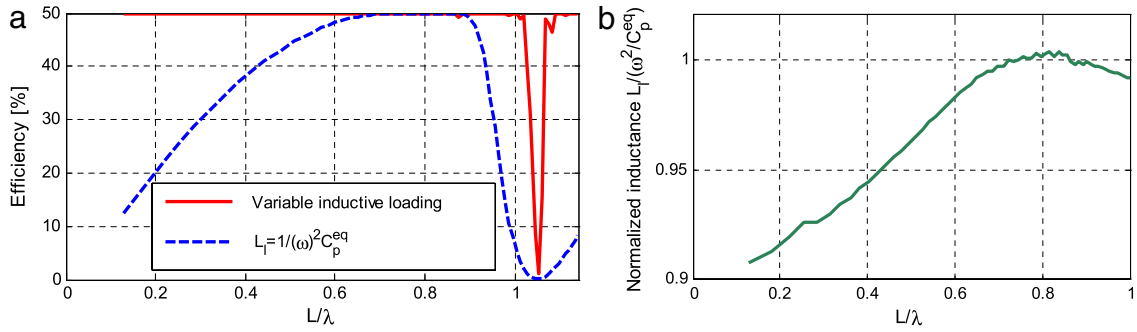 a
50
40
30
20
10
0
Efficiency [%]
Variable inductive loading
L_l=1/(ω)^2C_p^eq
0
0.2
0.4
0.6
0.8
1
L/λ
b
1
0.95
0.9
Normalized inductance L_l/(ω^2/C_p^eq)
0
0.2
0.4
0.6
0.8
1
L/λ